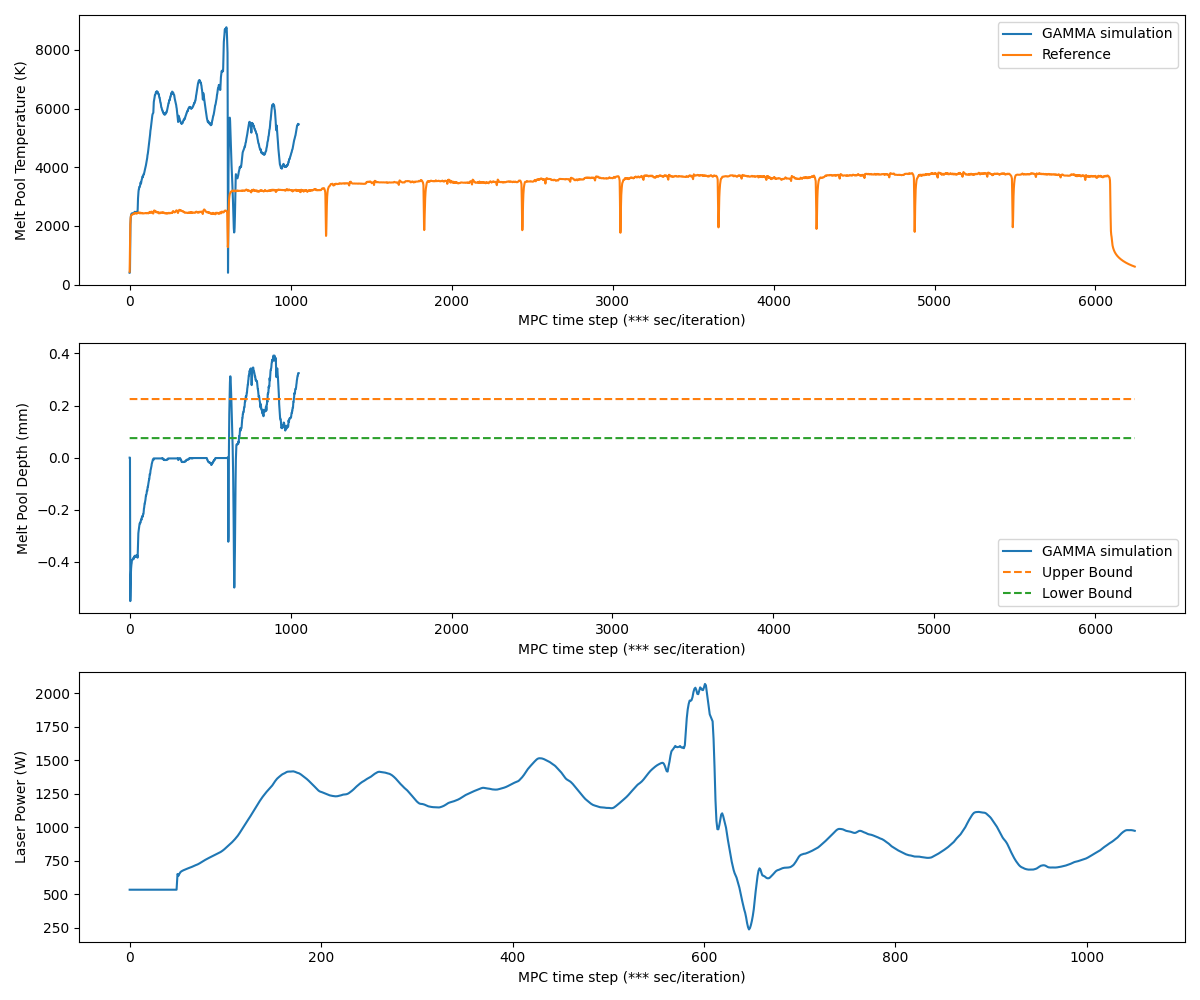 Melt Pool Temperature (K)
8000
6000
4000
2000
0
GAMMA simulation
Reference
0 1000 2000 3000 4000 5000 6000
MPC time step (*** sec/iteration)
Melt Pool Depth (mm)
0.4
0.2
0.0
−0.2
−0.4
GAMMA simulation
Upper Bound
Lower Bound
0 1000 2000 3000 4000 5000 6000
MPC time step (*** sec/iteration)
Laser Power (W)
2000
1750
1500
1250
1000
750
500
250
0 200 400 600 800 1000
MPC time step (*** sec/iteration)